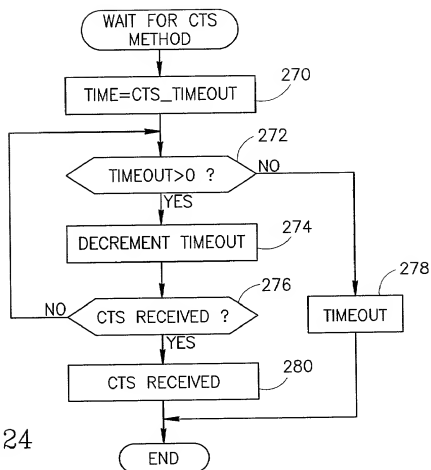 WAIT FOR CTS
METHOD
270
TIME=CTS_TIMEOUT
272
TIMEOUT>0 ?
NO
YES
274
DECREMENT TIMEOUT
276
278
NO
CTS RECEIVED ?
TIMEOUT
YES
280
CTS RECEIVED
24
END